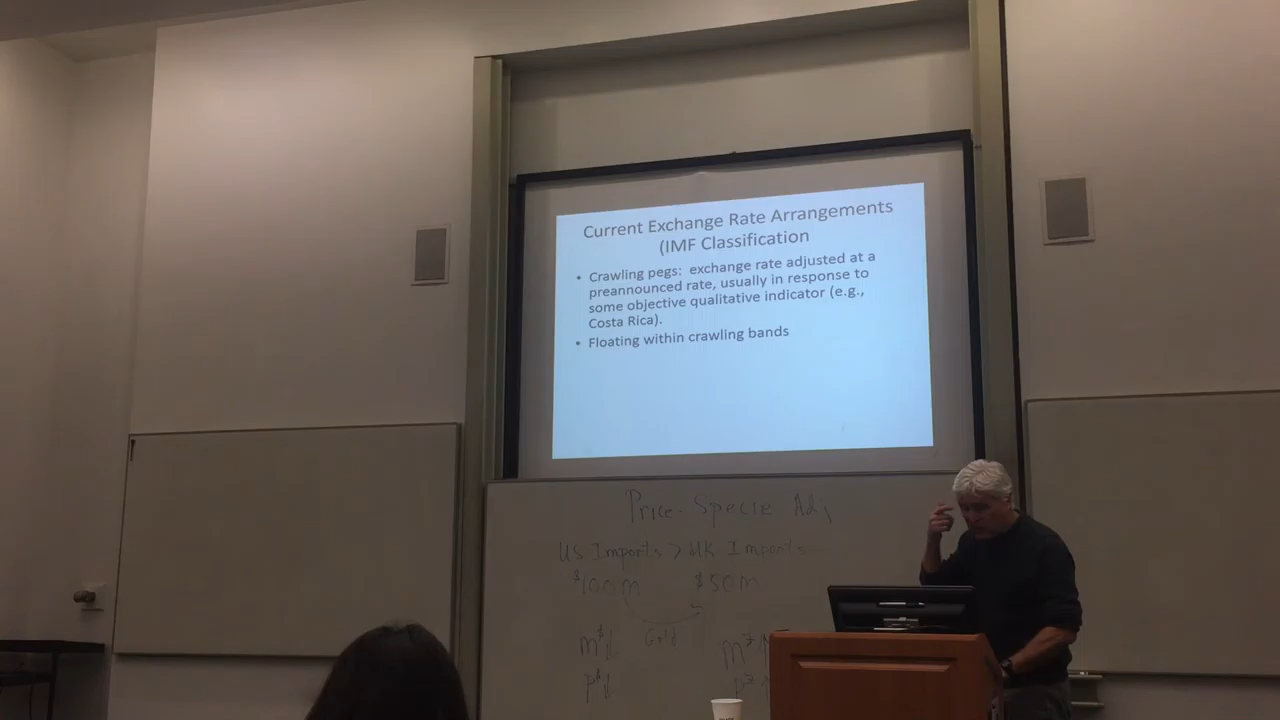 Current Exchange Rate Arrangements
(IMF Classification
• Crawling pegs: exchange rate adjusted at a
preannounced rate, usually in response to
some objective qualitative indicator (e.g.,
Costa Rica).
• Floating within crawling bands
Price-Specie Adj
US Imports > UK Imports
$100m $50m
Gold